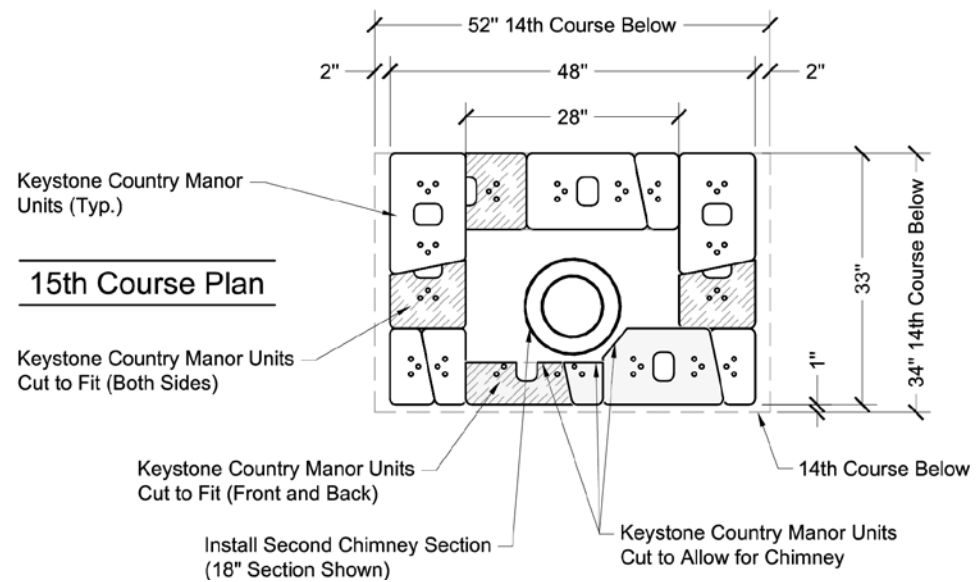 52" 14th Course Below
2"
48"
2"
28"
Keystone Country Manor
Units (Typ.)
15th Course Plan
33"
34" 14th Course Below
1"
Keystone Country Manor Units
Cut to Fit (Both Sides)
Keystone Country Manor Units
Cut to Fit (Front and Back)
14th Course Below
Install Second Chimney Section
(18" Section Shown)
Keystone Country Manor Units
Cut to Allow for Chimney